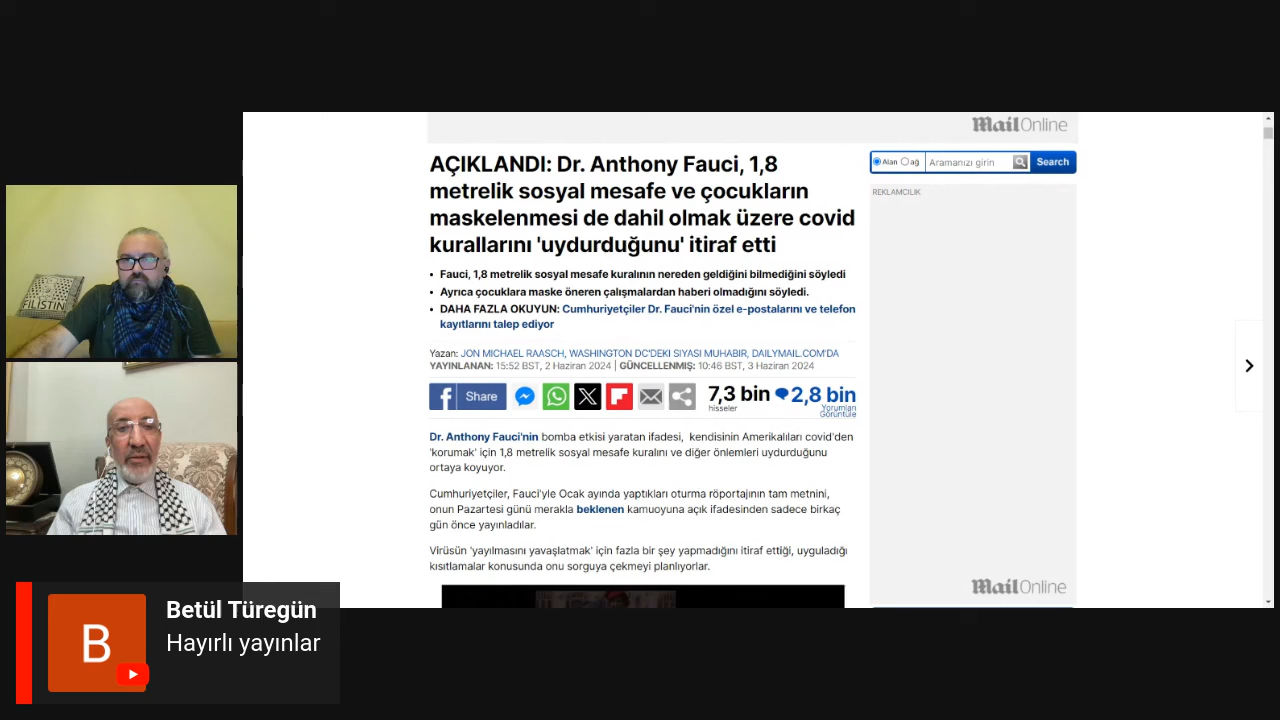 Mail Online
AÇIKLANDI: Dr. Anthony Fauci, 1,8
metrelik sosyal mesafe ve çocukların
maskelenmesi de dahil olmak üzere covid
kurallarını 'uydurduğunu' itiraf etti
Alan ağ Aramanızı girin Search
REKLAMCILIK
• Fauci, 1,8 metrelik sosyal mesafe kuralının nereden geldiğini bilmediğini söyledi
• Ayrıca çocuklara maske öneren çalışmalardan haberi olmadığını söyledi.
• DAHA FAZLA OKUYUN: Cumhuriyetçiler Dr. Fauci'nin özel e-postalarını ve telefon
kayıtlarını talep ediyor
Yazan: JON MICHAEL RAASCH, WASHINGTON DC'DEKI SIYASI MUHABIR, DAILYMAIL.COM'DA
YAYINLANAN: 15:52 BST, 2 Haziran 2024 | GÜNCELLENMIŞ: 10:46 BST, 3 Haziran 2024
f Share
7,3 bin
hisseler
2,8 bin
Yorumları
Görüntüle
Dr. Anthony Fauci'nin bomba etkisi yaratan ifadesi, kendisinin Amerikalıları covid'den
'korumak' için 1,8 metrelik sosyal mesafe kuralını ve diğer önlemleri uydurduğunu
ortaya koyuyor.
Cumhuriyetçiler, Fauci'yle Ocak ayında yaptıkları oturma röportajının tam metnini,
onun Pazartesi günü merakla beklenen kamuoyuna açık ifadesinden sadece birkaç
gün önce yayınladılar.
Virüsün 'yayılmasını yavaşlatmak' için fazla bir şey yapmadığını itiraf ettiği, uyguladığı
kısıtlamalar konusunda onu sorguya çekmeyi planlıyorlar.
Mail Online
FİLİSTİN
B
Betül Türegün
Hayırlı yayınlar